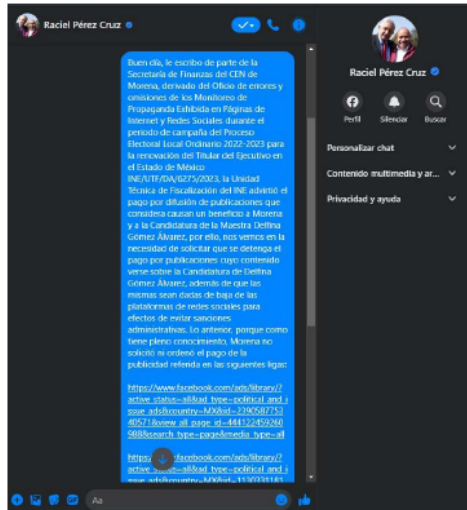 Raciel Pérez Cruz
Buen día, le escribo de parte de la
Secretaría de Finanzas del CEN de
Morena, derivado del Oficio de errores y
omisiones de los Monitoreo de
Propaganda Exhibida en Páginas de
Internet y Redes Sociales durante el
periodo de campaña del Proceso
Electoral Local Ordinario 2022-2023 para
la renovación del Titular del Ejecutivo en
el Estado de México
INE/UTF/DA/6275/2023, la Unidad
Técnica de Fiscalización del INE advirtió el
pago por difusión de publicaciones que
considera causan un beneficio a Morena
y a la Candidatura de la Maestra Delfina
Gómez Álvarez, por ello, nos vemos en la
necesidad de solicitar que se detenga el
pago por publicaciones cuyo contenido
verse sobre la Candidatura de Delfina
Gómez Álvarez, además de que las
mismas sean dadas de baja de las
plataformas de redes sociales para
efectos de evitar sanciones
administrativas. Lo anterior, porque como
tiene pleno conocimiento, Morena no
solicitó ni ordenó el pago de la
publicidad referida en las siguientes ligas:
https://www.facebook.com/ads/library/?
active_status=all&ad_type=political_and_i
ssue_ads&country=MX&id=2390587753
40571&view_all_page_id=444122459260
988&search_type=page&media_type=all
facebook.com/ads/library/?
active_status=all&ad_type=political_and_i
Aa
Raciel Pérez Cruz
Perfil
Silenciar
Buscar
Personalizar chat
Contenido multimedia y ar...
Privacidad y ayuda